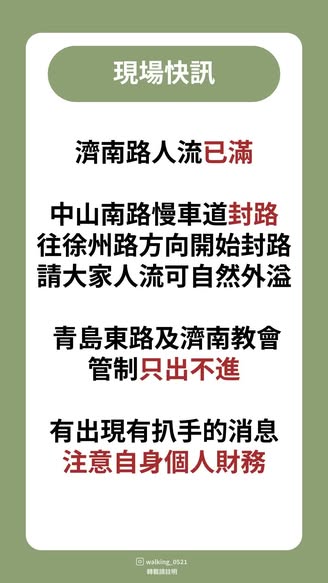 現場快訊
濟南路人流已滿
中山南路慢車道封路
往徐州路方向開始封路
請大家人流可自然外溢
青島東路及濟南教會
管制只出不進
有出現有扒手的消息
注意自身個人財務
walking_0521
轉載請註明